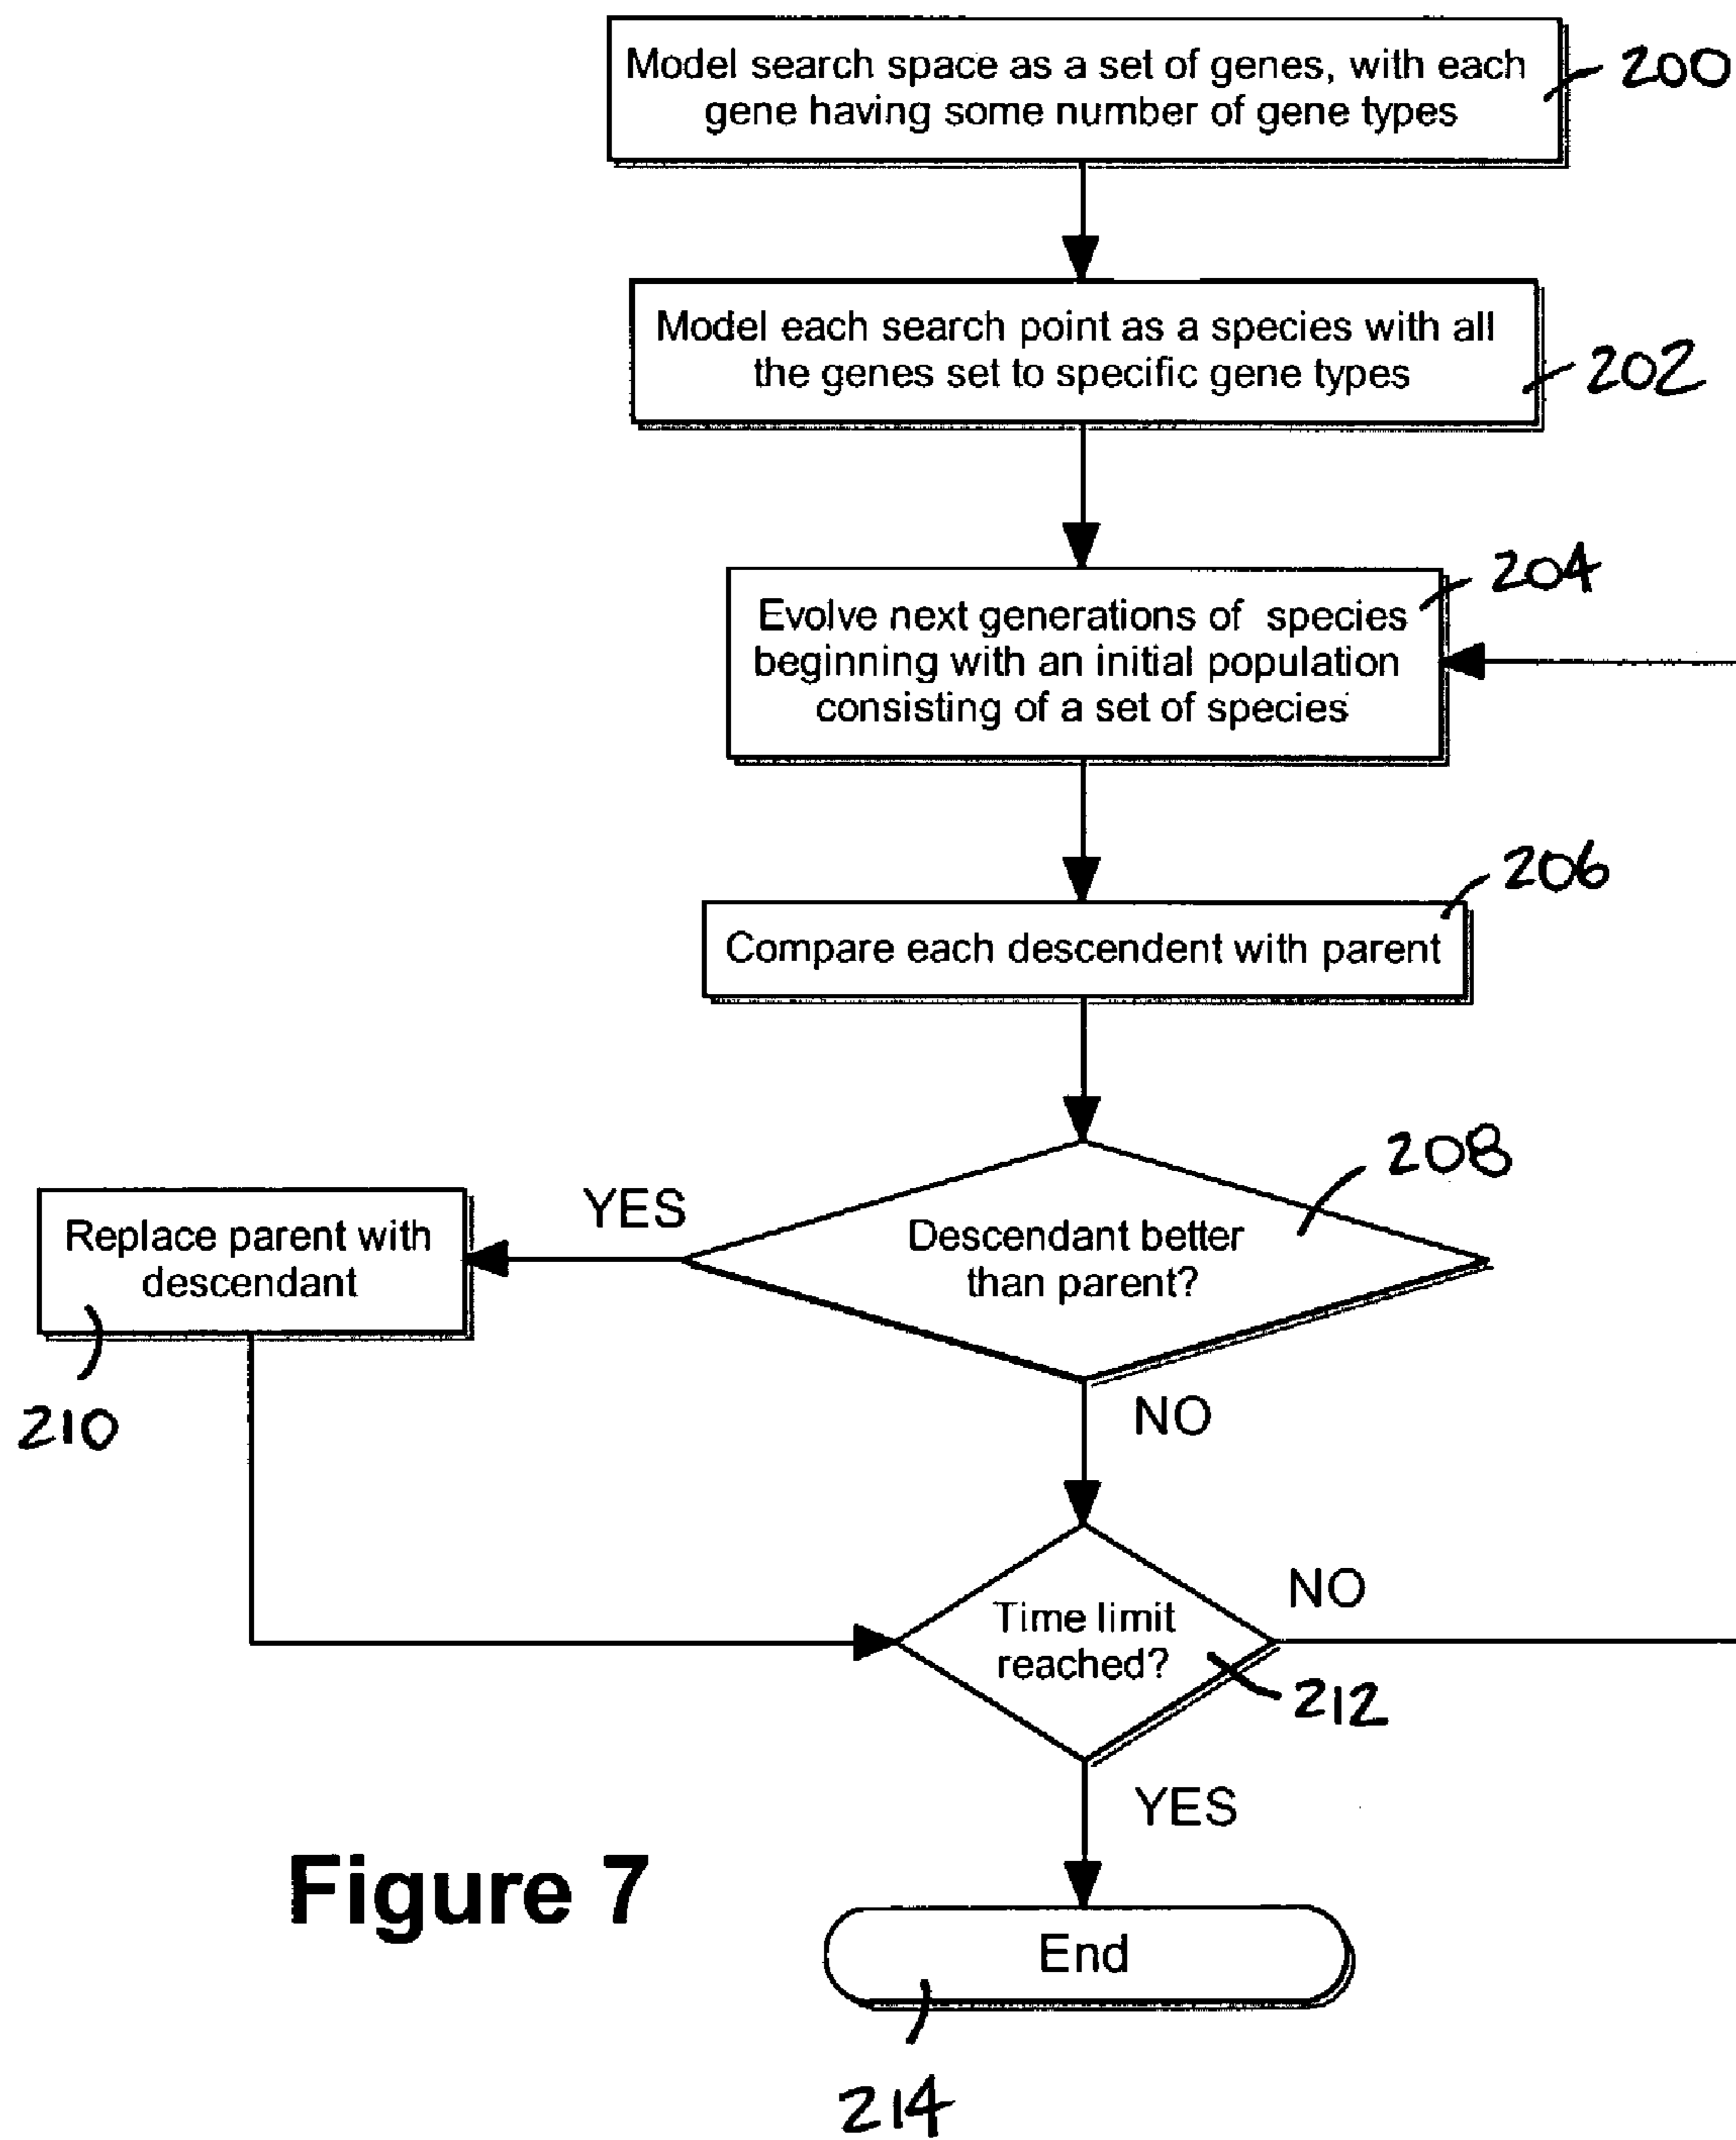 Model search space as a set of genes, with each
gene having some number of gene types
200
Model each search point as a species with all
the genes set to specific gene types
202
204
Evolve next generations of species
beginning with an initial population
consisting of a set of species
206
Compare each descendent with parent
208
YES
Replace parent with
descendant
Descendant better
than parent?
210
NO
NO
Time limit
reached?
212
YES
Figure 7
End
214